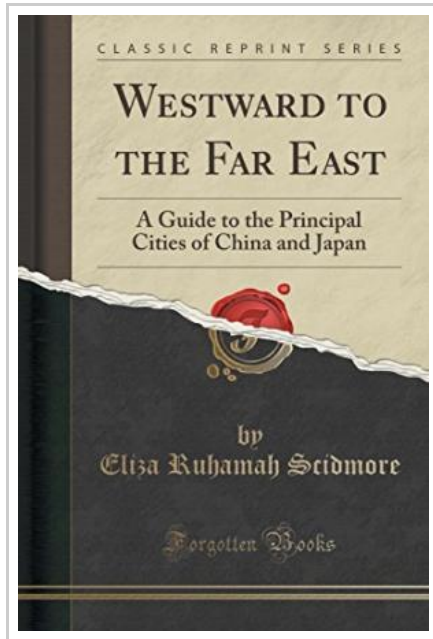 CLASSIC REPRINT SERIES
WESTWARD TO
THE FAR EAST
A Guide to the Principal
Cities of China and Japan
by
Eliza Ruhamah Scidmore
Forgotten Books